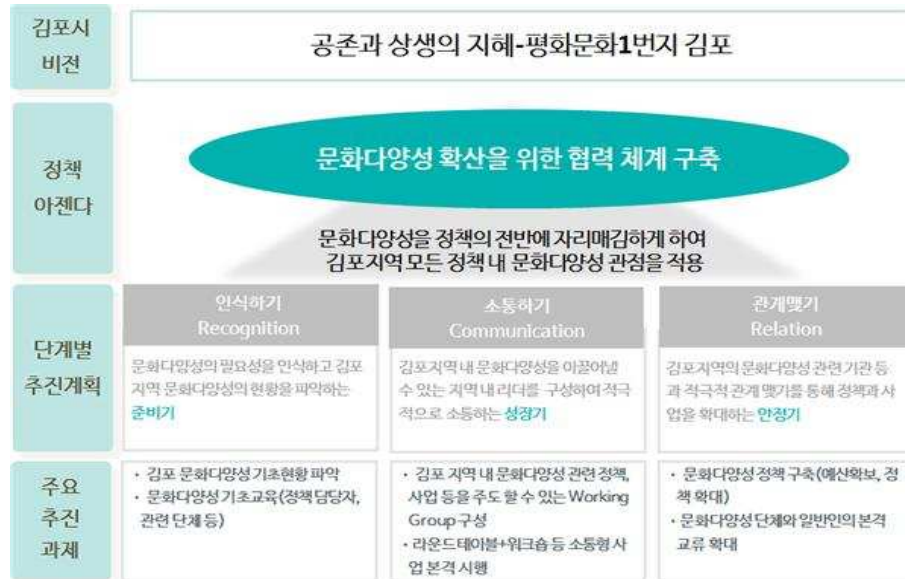 김포시
비전
공존과 상생의 지혜-평화문화1번지 김포
정책
아젠다
문화다양성 확산을 위한 협력 체계 구축
문화다양성을 정책의 전반에 자리매김하게 하여
김포지역 모든 정책 내 문화다양성 관점을 적용
단계별
추진계획
인식하기
Recognition
문화다양성의 필요성을 인식하고 김포
지역 문화다양성의 현황을 파악하는
준비기
소통하기
Communication
김포지역 내 문화다양성을 이끌어낼
수 있는 지역 내 리더를 구성하여 적극
적으로 소통하는 성장기
관계맺기
Relation
김포지역의 문화다양성 관련 기관 등
과 적극적 관계 맺기를 통해 정책과 사
업을 확대하는 안정기
주요
추진
과제
· 김포 문화다양성 기초현황 파악
· 문화다양성 기초교육(정책 담당자,
관련 단체 등)
· 김포 지역 내 문화다양성 관련 정책,
사업 등을 주도 할 수 있는 Working
Group 구성
· 라운드테이블+워크숍 등 소통형 사
업 본격 시행
· 문화다양성 정책 구축(예산확보, 정
책 확대)
· 문화다양성 단체와 일반인의 본격
교류 확대